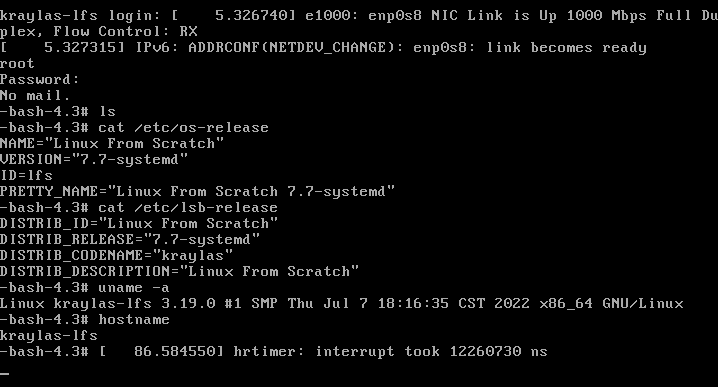 kraylas-lfs login: [    5.326740] e1000: enp0s8 NIC Link is Up 1000 Mbps Full Du
plex, Flow Control: RX
[    5.327315] IPv6: ADDRCONF(NETDEV_CHANGE): enp0s8: link becomes ready
root
Password:
No mail.
-bash-4.3# ls
-bash-4.3# cat /etc/os-release
NAME="Linux From Scratch"
VERSION="7.7-systemd"
ID=lfs
PRETTY_NAME="Linux From Scratch 7.7-systemd"
-bash-4.3# cat /etc/lsb-release
DISTRIB_ID="Linux From Scratch"
DISTRIB_RELEASE="7.7-systemd"
DISTRIB_CODENAME="kraylas"
DISTRIB_DESCRIPTION="Linux From Scratch"
-bash-4.3# uname -a
Linux kraylas-lfs 3.19.0 #1 SMP Thu Jul 7 18:16:35 CST 2022 x86_64 GNU/Linux
-bash-4.3# hostname
kraylas-lfs
-bash-4.3# [   86.584550] hrtimer: interrupt took 12260730 ns